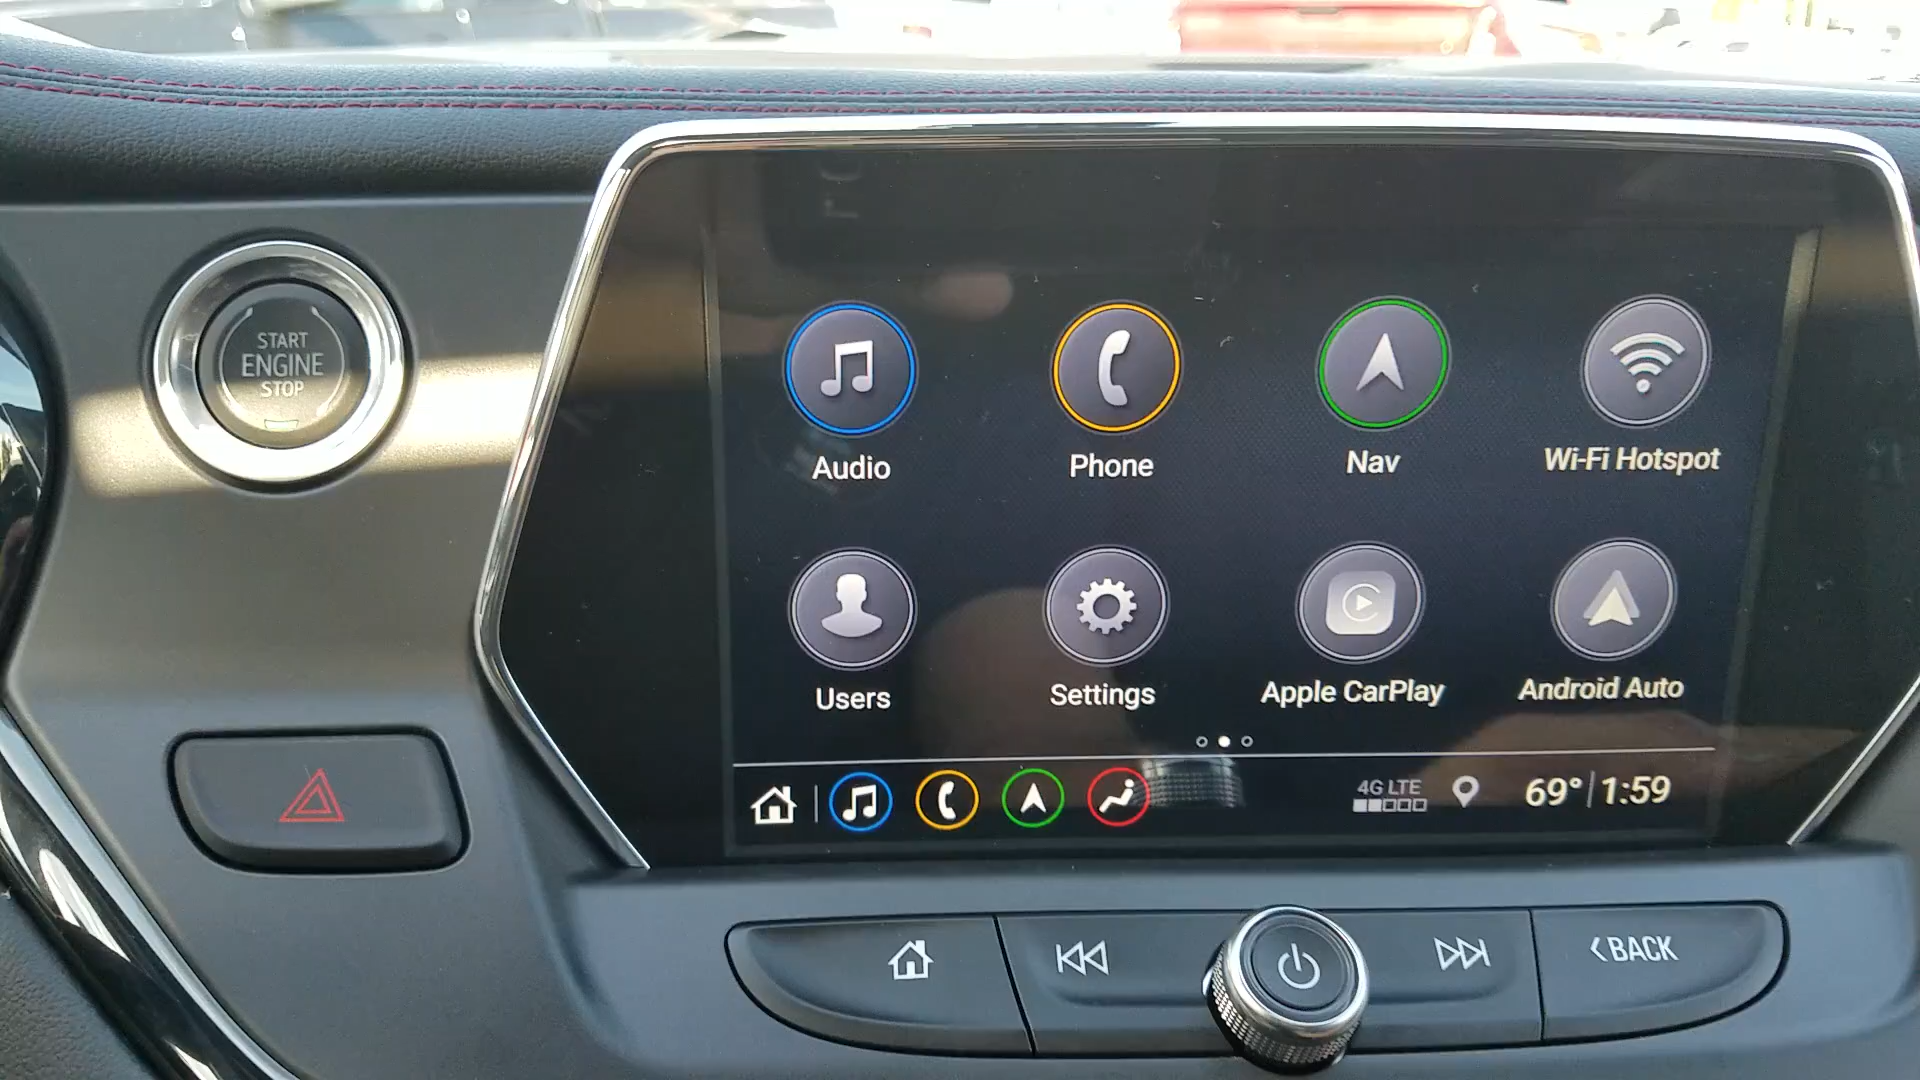 START
ENGINE
STOP
Audio
Phone
Nav
Wi-Fi Hotspot
Users
Settings
Apple CarPlay
Android Auto
4G LTE
69° 1:59
BACK